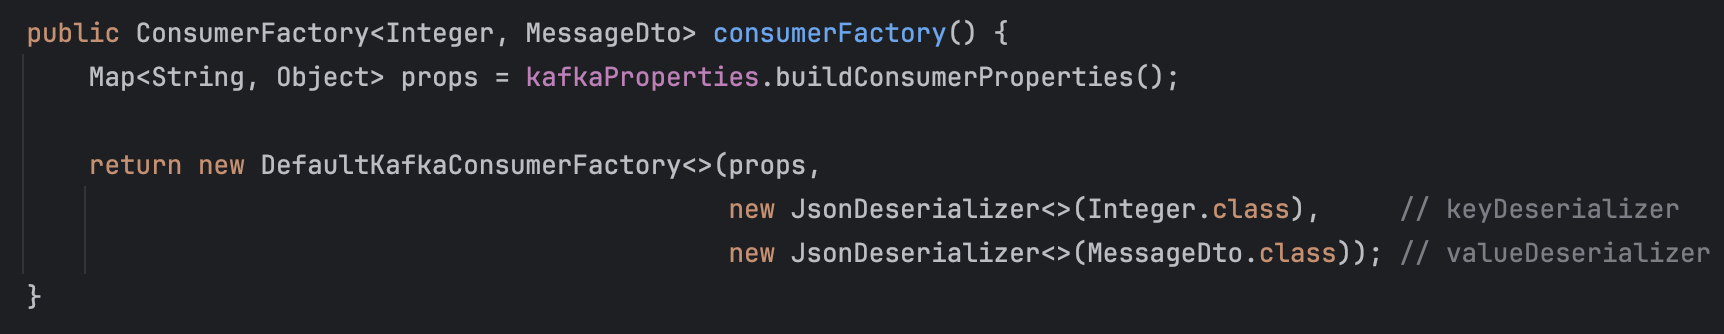 public ConsumerFactory<Integer, MessageDto> consumerFactory() {
    Map<String, Object> props = kafkaProperties.buildConsumerProperties();
    return new DefaultKafkaConsumerFactory<>(props,
                                             new JsonDeserializer<>(Integer.class),     // keyDeserializer
                                             new JsonDeserializer<>(MessageDto.class)); // valueDeserializer
}